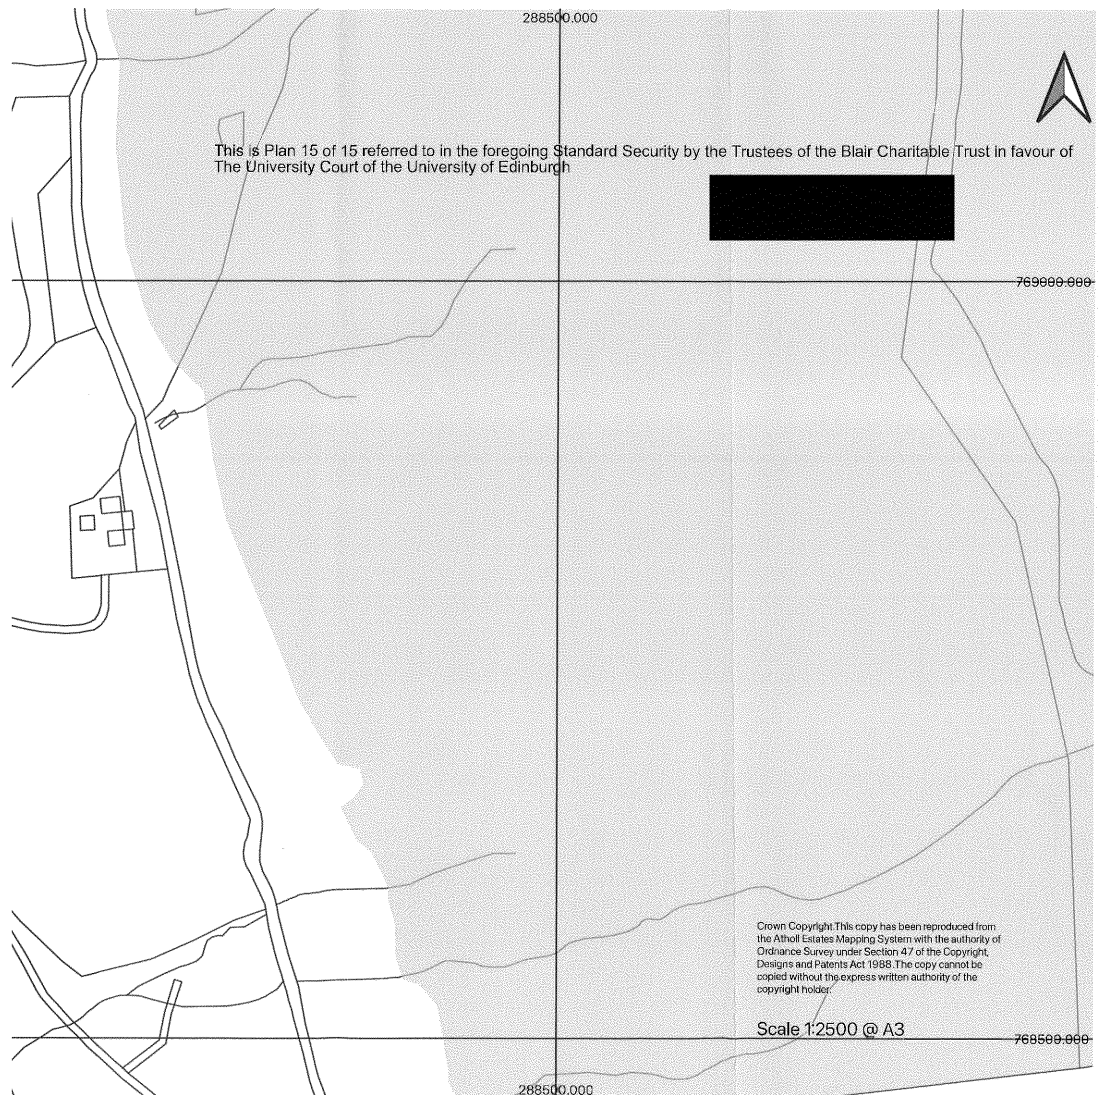 288500.000
This is Plan 15 of 15 referred to in the foregoing Standard Security by the Trustees of the Blair Charitable Trust in favour of
The University Court of the University of Edinburgh
769000.000
Crown Copyright.This copy has been reproduced from
the Atholl Estates Mapping System with the authority of
Ordnance Survey under Section 47 of the Copyright,
Designs and Patents Act 1988.The copy cannot be
copied without the express written authority of the
copyright holder.
Scale 1:2500 @ A3
768500.000
288500.000